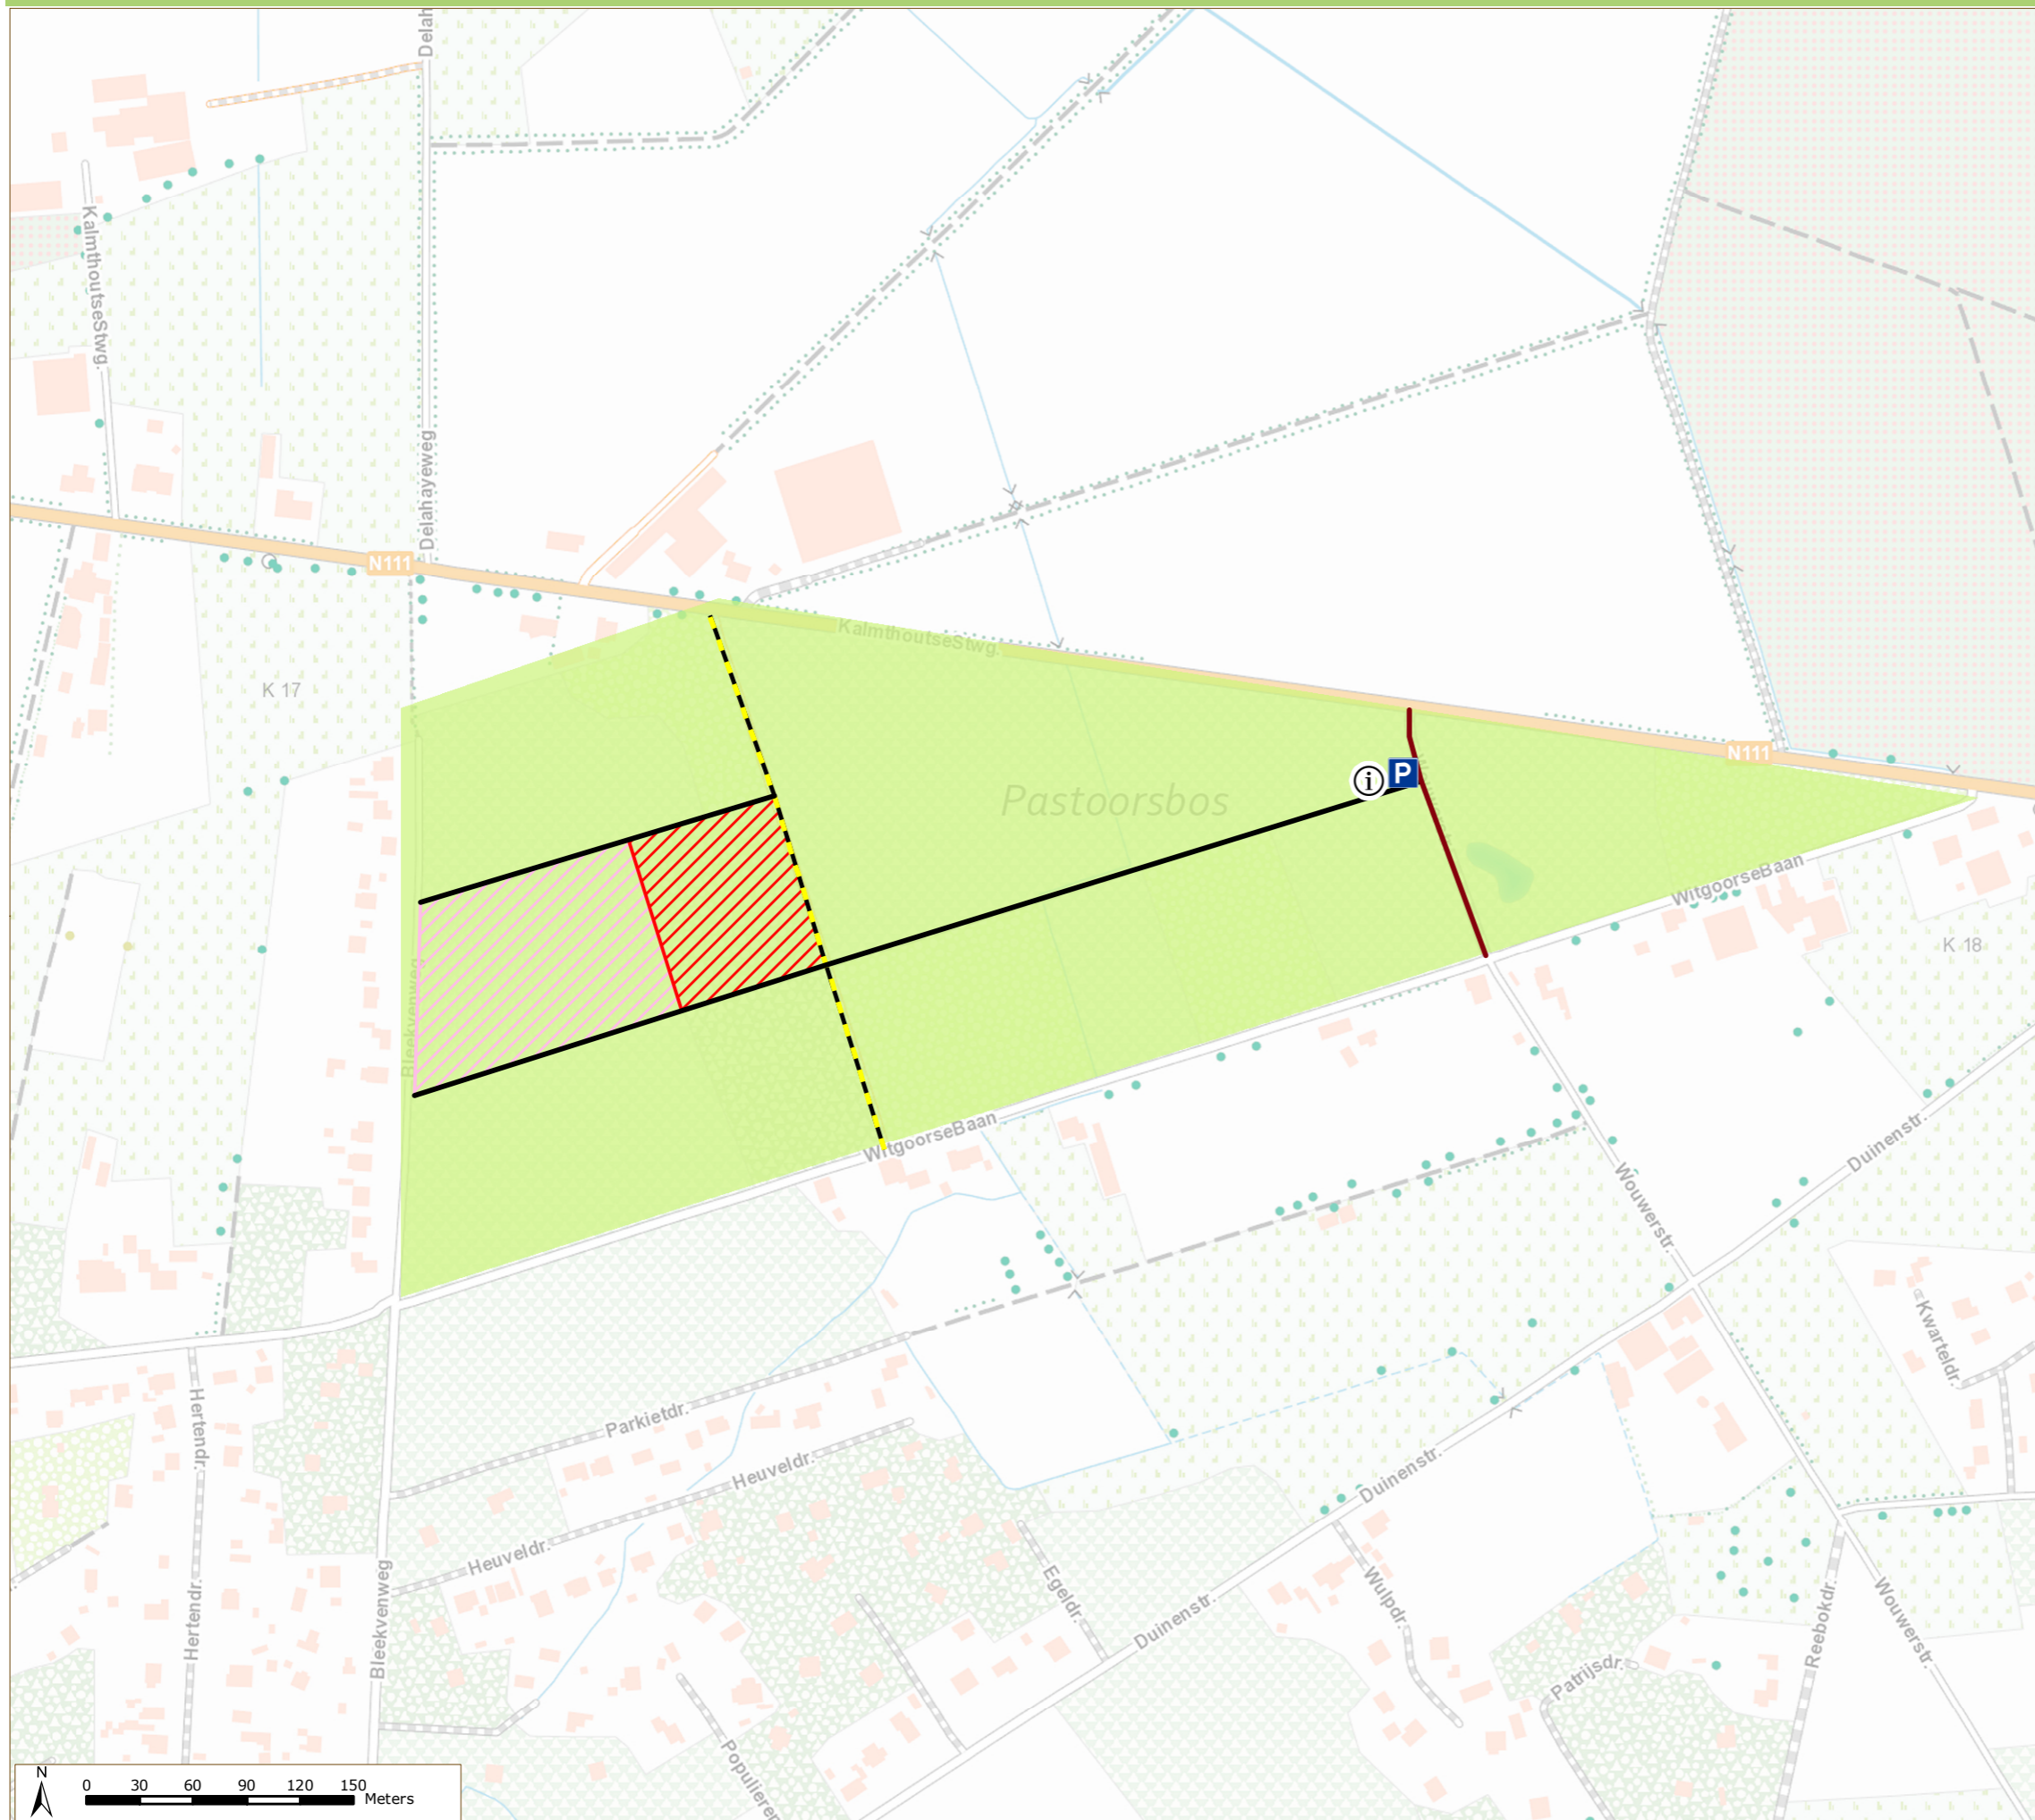 Delah
KalmthoutseStwg.
Delahayeweg
N111
K 17
KalmthoutseStwg.
N111
i
P
Pastoorsbos
WitgoorseBaan
K 18
Bleekvenweg
WitgoorseBaan
Duinenstr.
Wouwerstr.
Kwarteldr.
Hertendr.
Parkietdr.
Heuveldr.
Duinenstr.
Heuveldr.
Egeldr.
Wulpdr.
Bleekvenweg
Hertendr.
Duinenstr.
Reebokdr.
Wouwerstr.
Patrijsdr.
Populieren
N
0 30 60 90 120 150
Meters